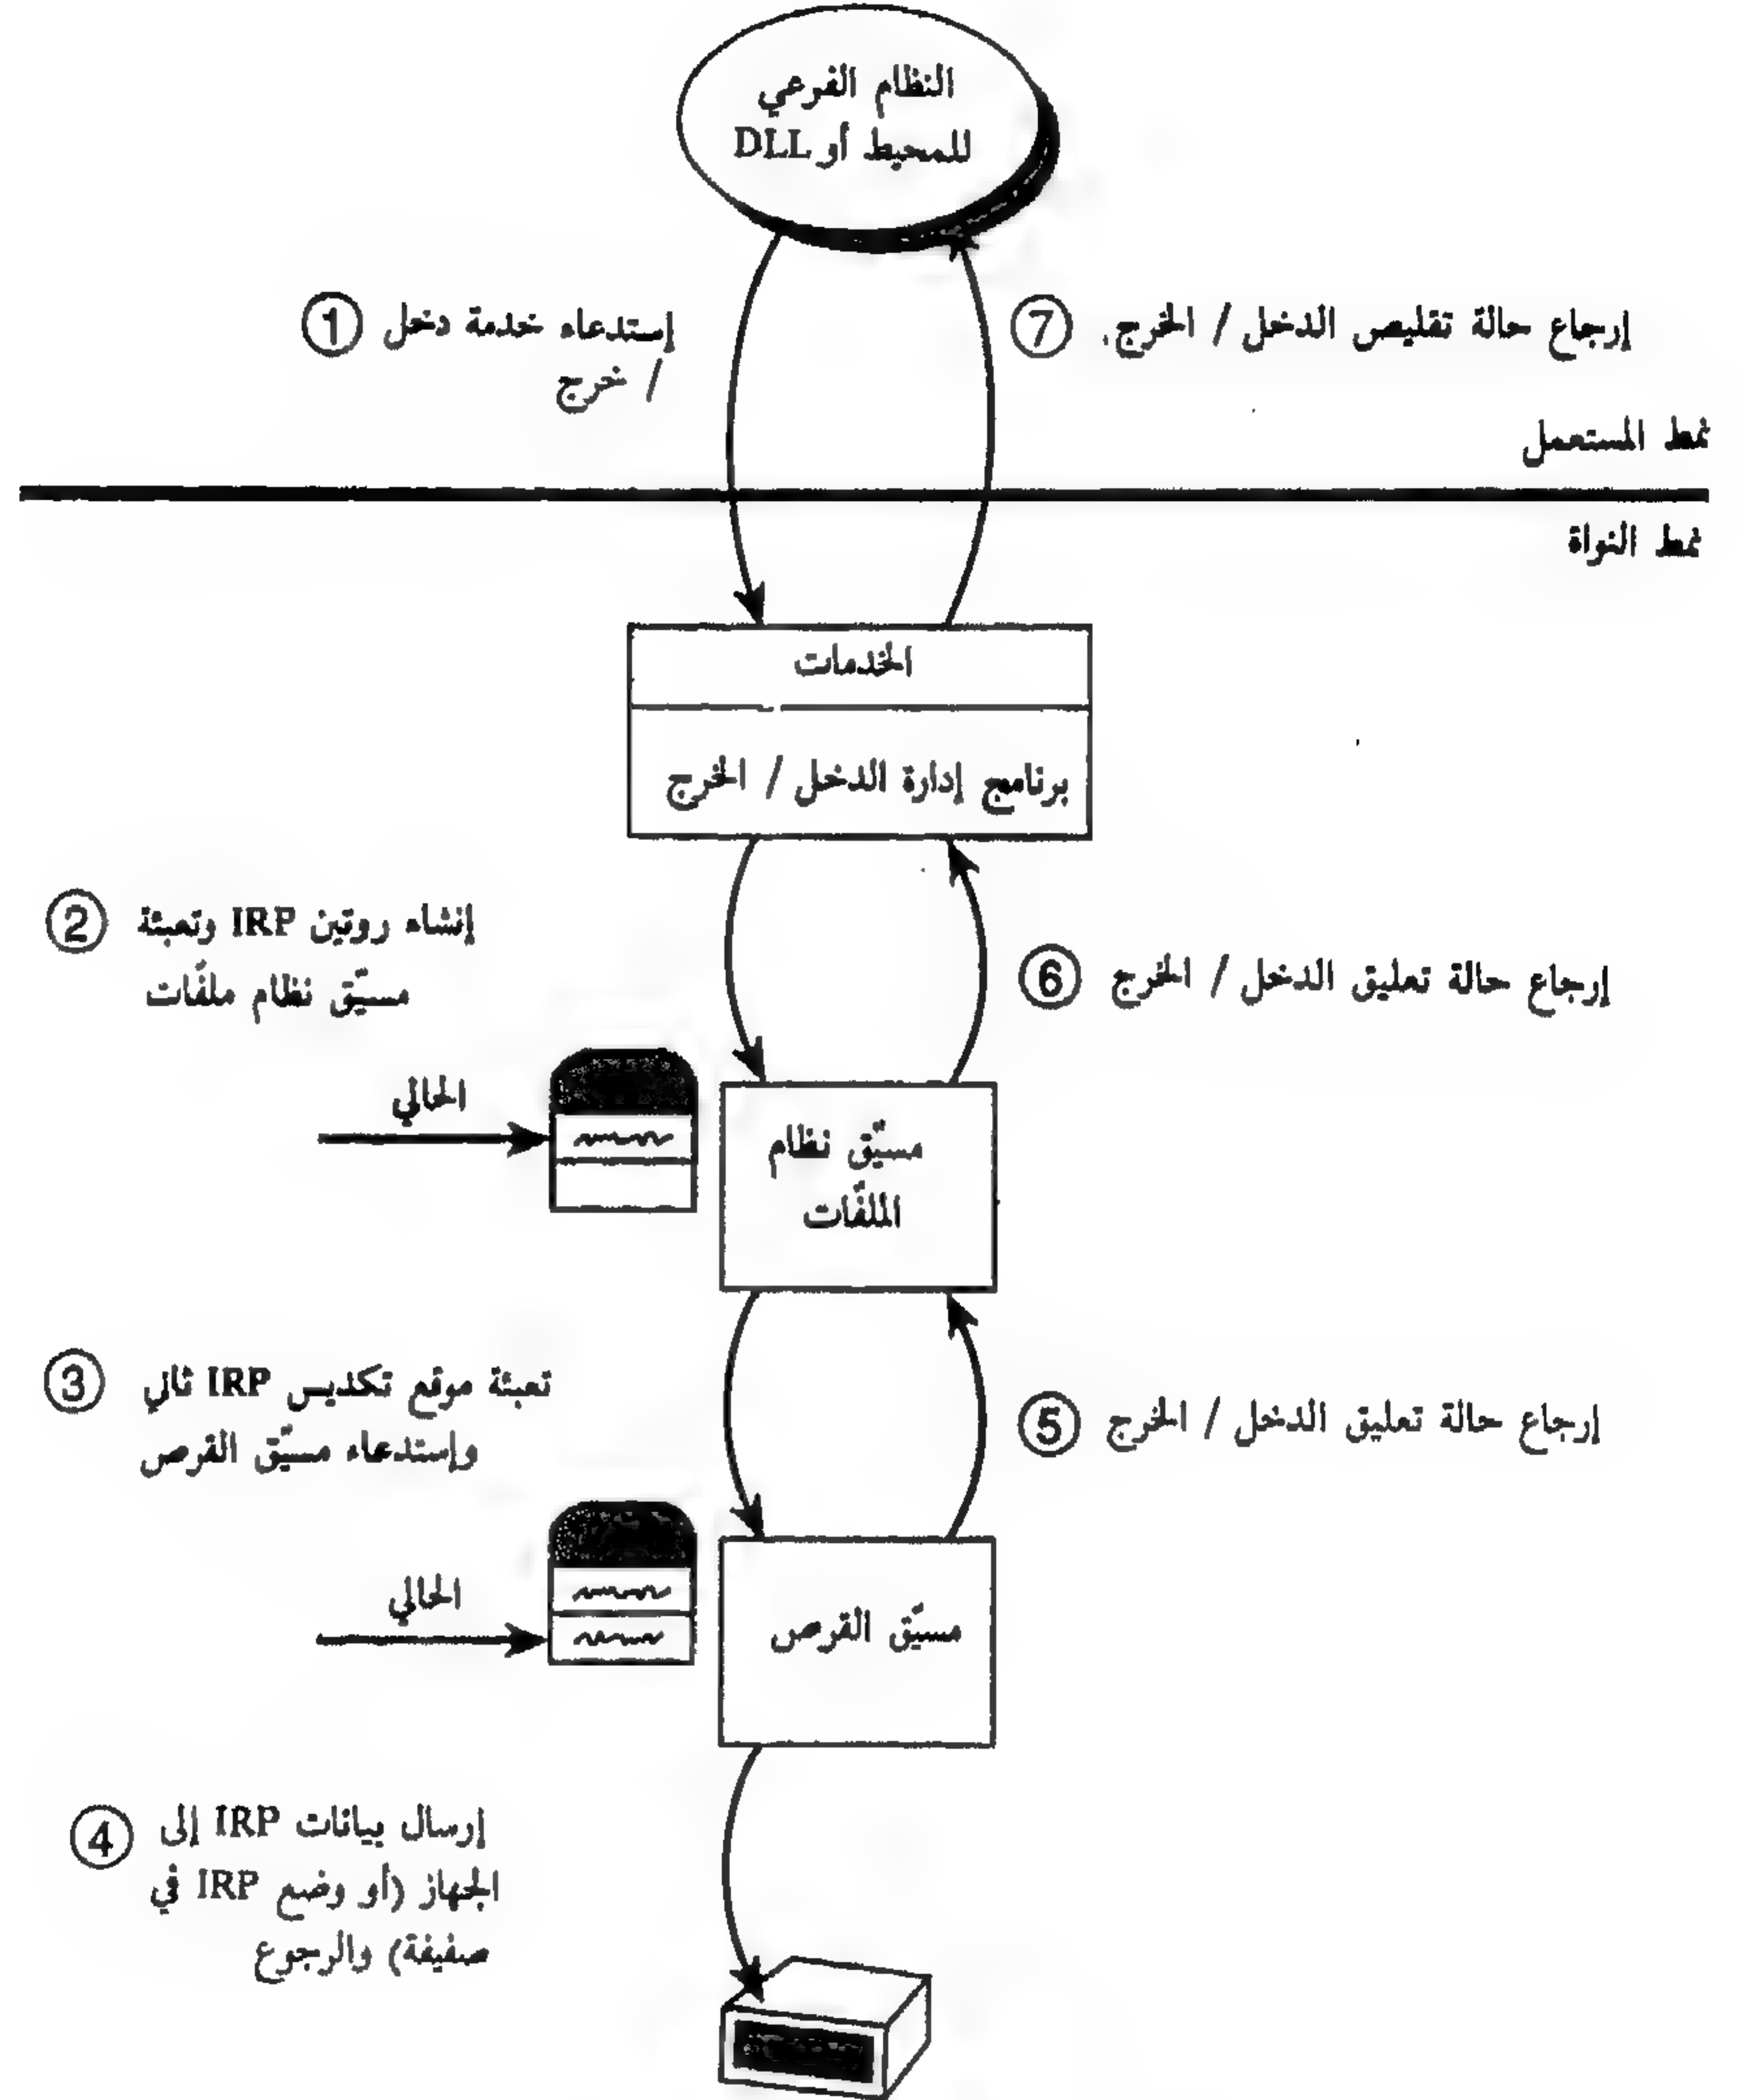 النظام الفرعي
للمحيط أو DLL
① إستدعاء خدمة دخل
/ خرج
⑦ إرجاع حالة تقليص الدخل / الخرج.
نمط المستعمل
نمط النواة
الخدمات
برنامج إدارة الدخل / الخرج
② إنشاء روتين IRP وتعبئة
مسيّق نظام ملفّات
⑥ إرجاع حالة تعليق الدخل / الخرج
الحالي
مسيّق نظام
الملفّات
③ تعبئة موقع تكديس IRP ثالٍ
وإستدعاء مسيّق القرص
⑤ إرجاع حالة تعليق الدخل / الخرج
الحالي
مسيّق القرص
④ إرسال بيانات IRP إلى
الجهاز (أو وضع IRP في
صفيفة) والرجوع